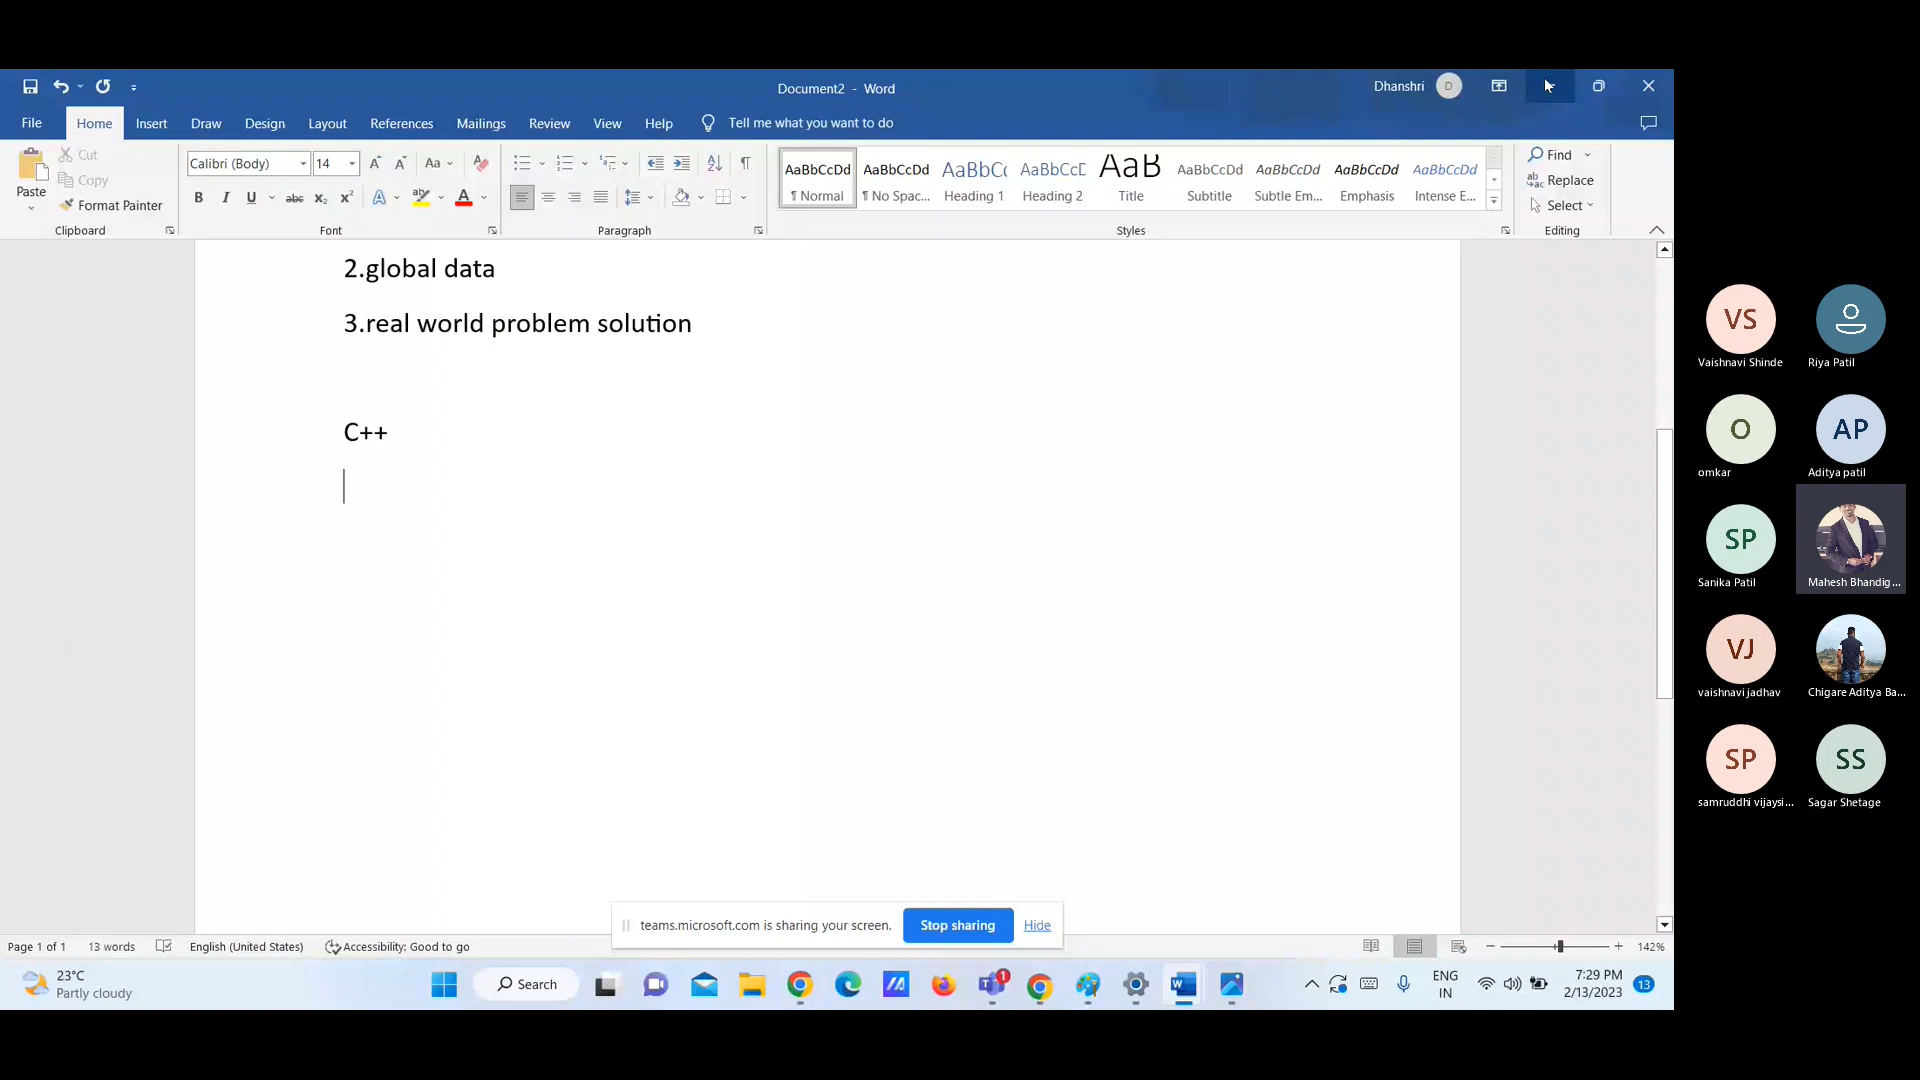 Document2 - Word
Dhanshri
D
File
Home
Insert
Draw
Design
Layout
References
Mailings
Review
View
Help
Tell me what you want to do
Paste
Cut
Copy
Format Painter
Clipboard
Calibri (Body)
14
Aa
B
I
U
abc
Font
Paragraph
AaBbCcDd
¶ Normal
AaBbCcDd
¶ No Spac...
AaBbCc
Heading 1
AaBbCcD
Heading 2
AaB
Title
AaBbCcDd
Subtitle
AaBbCcDd
Subtle Em...
AaBbCcDd
Emphasis
AaBbCcDd
Intense E...
Styles
Find
Replace
Select
Editing
2.global data
3.real world problem solution
C++
teams.microsoft.com is sharing your screen.
Stop sharing
Hide
Page 1 of 1
13 words
English (United States)
Accessibility: Good to go
142%
23°C
Partly cloudy
Search
1
ENG
IN
7:29 PM
2/13/2023
13
VS
Vaishnavi Shinde
Riya Patil
O
omkar
AP
Aditya patil
SP
Sanika Patil
Mahesh Bhandig...
VJ
vaishnavi jadhav
Chigare Aditya Ba...
SP
samruddhi vijaysi...
SS
Sagar Shetage